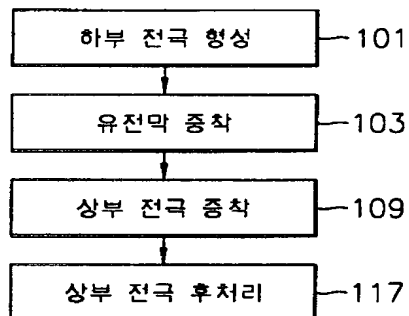 하부 전극 형성 101
유전막 증착 103
상부 전극 증착 109
상부 전극 후처리 117